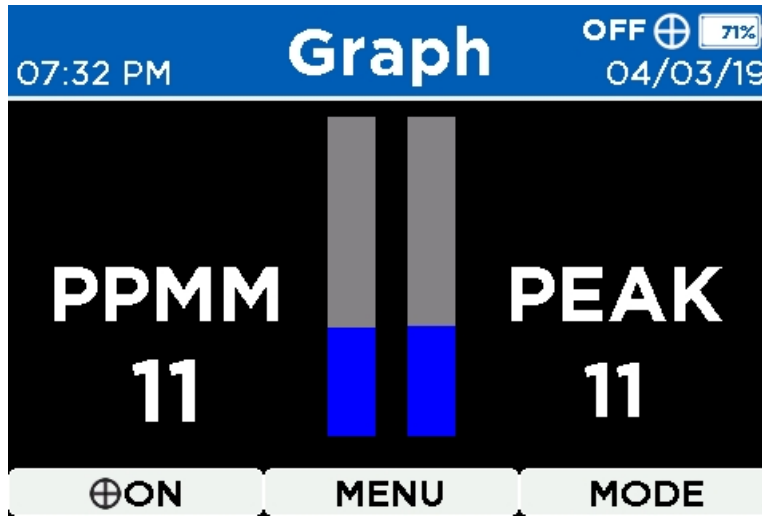 OFF ⊕ 71%
07:32 PM Graph 04/03/19
PPMM PEAK
11 11
⊕ON MENU MODE